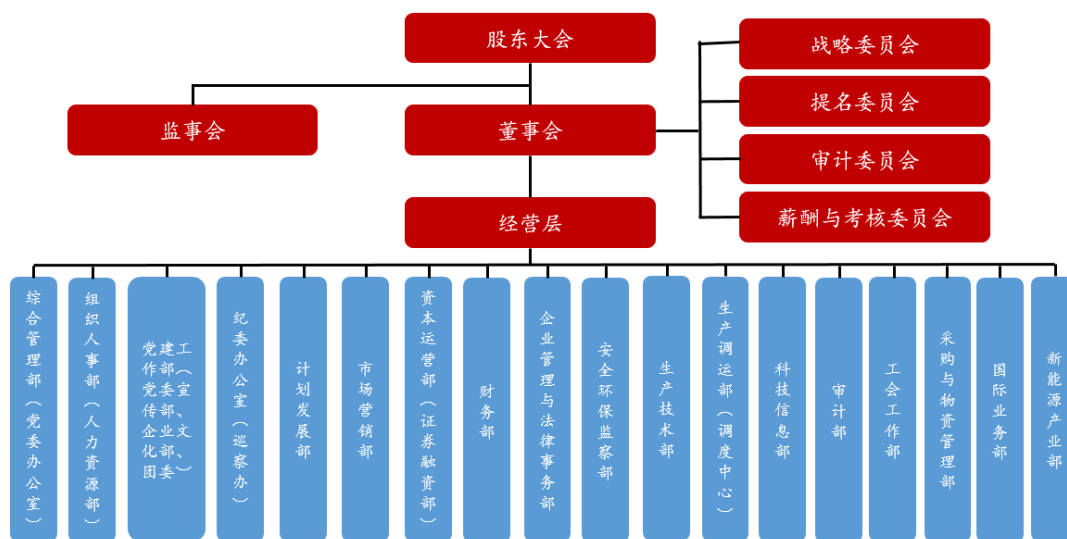 股东大会
战略委员会
提名委员会
监事会
董事会
审计委员会
经营层
薪酬与考核委员会
综合管理部（党委办公室）
组织人事部（人力资源部）
党建工
作部（
党委宣
传部、
企业文
化部、
团委）
纪委办公室（巡察办）
计划发展部
市场营销部
资本运营部（证券融资部）
财务部
企业管理与法律事务部
安全环保监察部
生产技术部
生产调运部（调度中心）
科技信息部
审计部
工会工作部
采购与物资管理部
国际业务部
新能源产业部